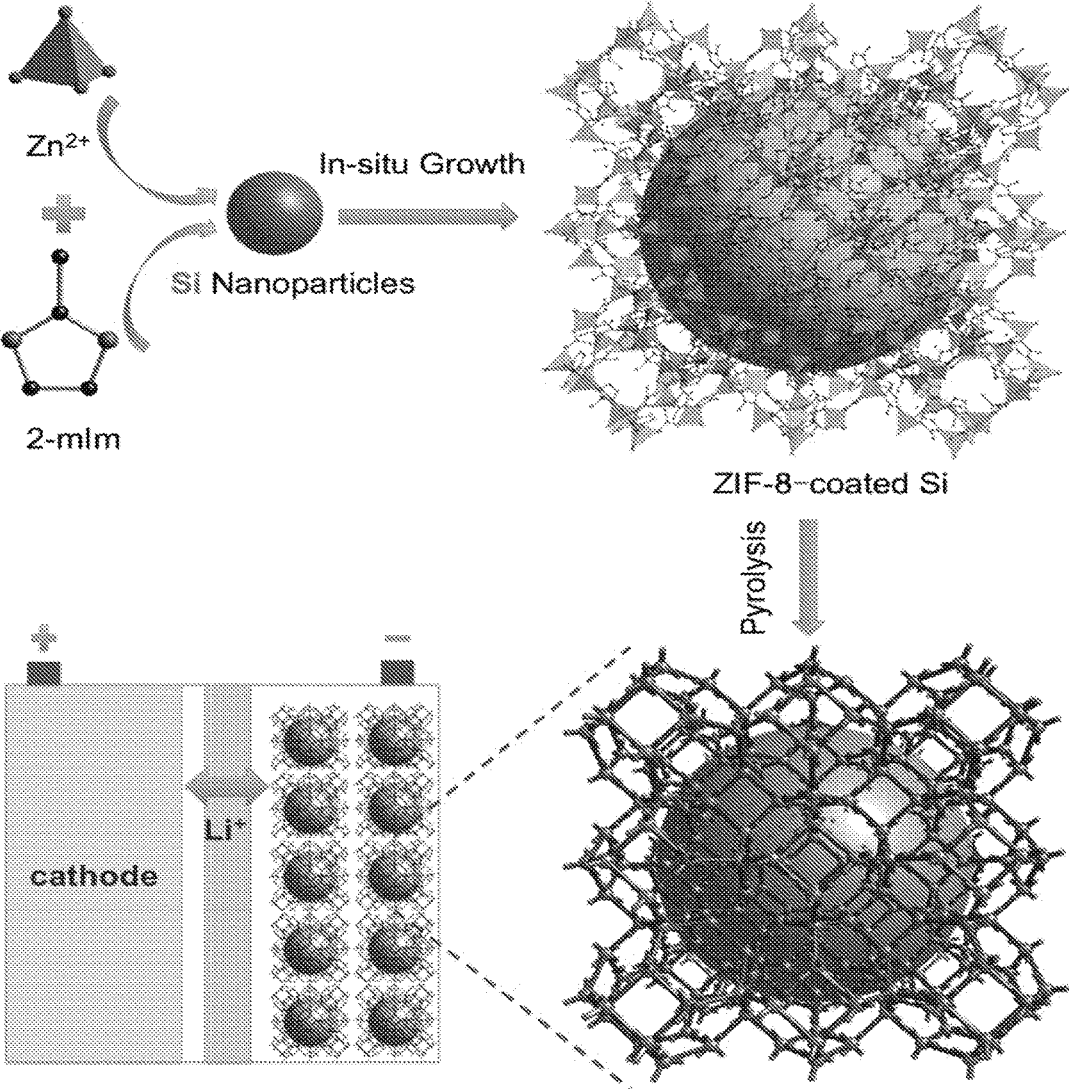 Zn²⁺
+
In-situ Growth
Si Nanoparticles
2-mIm
ZIF-8-coated Si
Pyrolysis
+
−
Li⁺
cathode